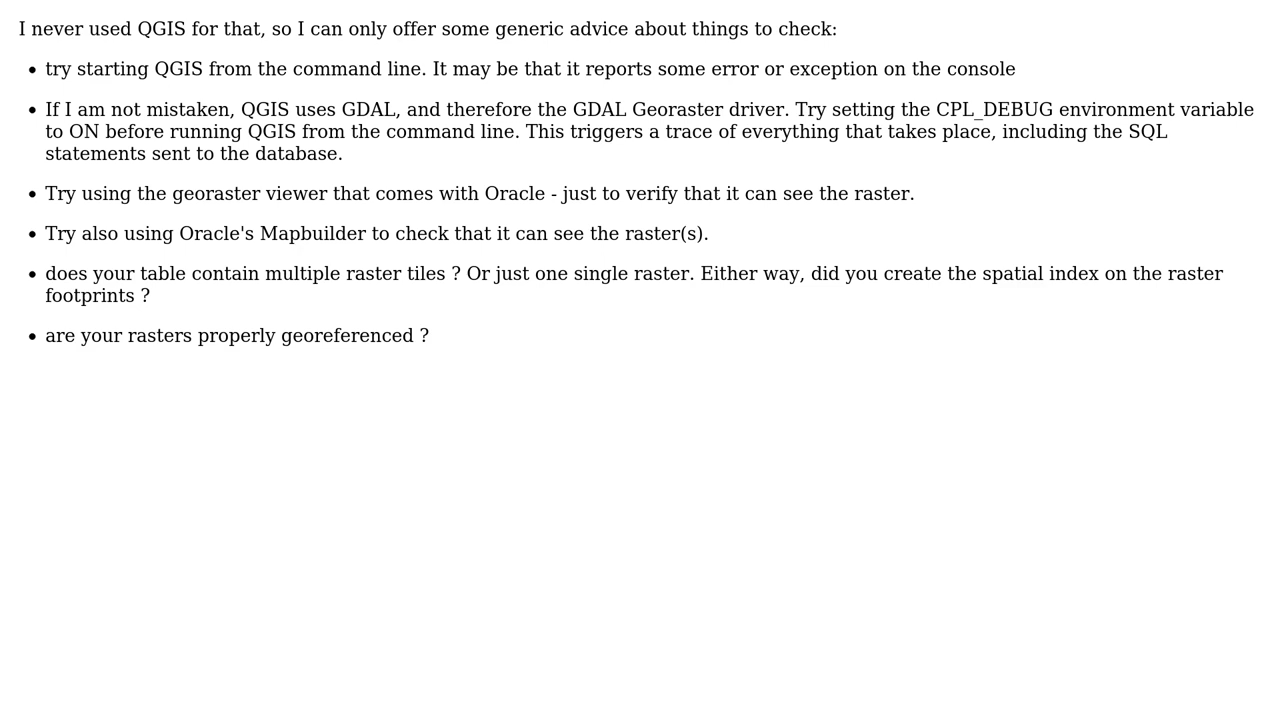 I never used QGIS for that, so I can only offer some generic advice about things to check:
• try starting QGIS from the command line. It may be that it reports some error or exception on the console
• If I am not mistaken, QGIS uses GDAL, and therefore the GDAL Georaster driver. Try setting the CPL_DEBUG environment variable
to ON before running QGIS from the command line. This triggers a trace of everything that takes place, including the SQL
statements sent to the database.
• Try using the georaster viewer that comes with Oracle - just to verify that it can see the raster.
• Try also using Oracle's Mapbuilder to check that it can see the raster(s).
• does your table contain multiple raster tiles ? Or just one single raster. Either way, did you create the spatial index on the raster
footprints ?
• are your rasters properly georeferenced ?